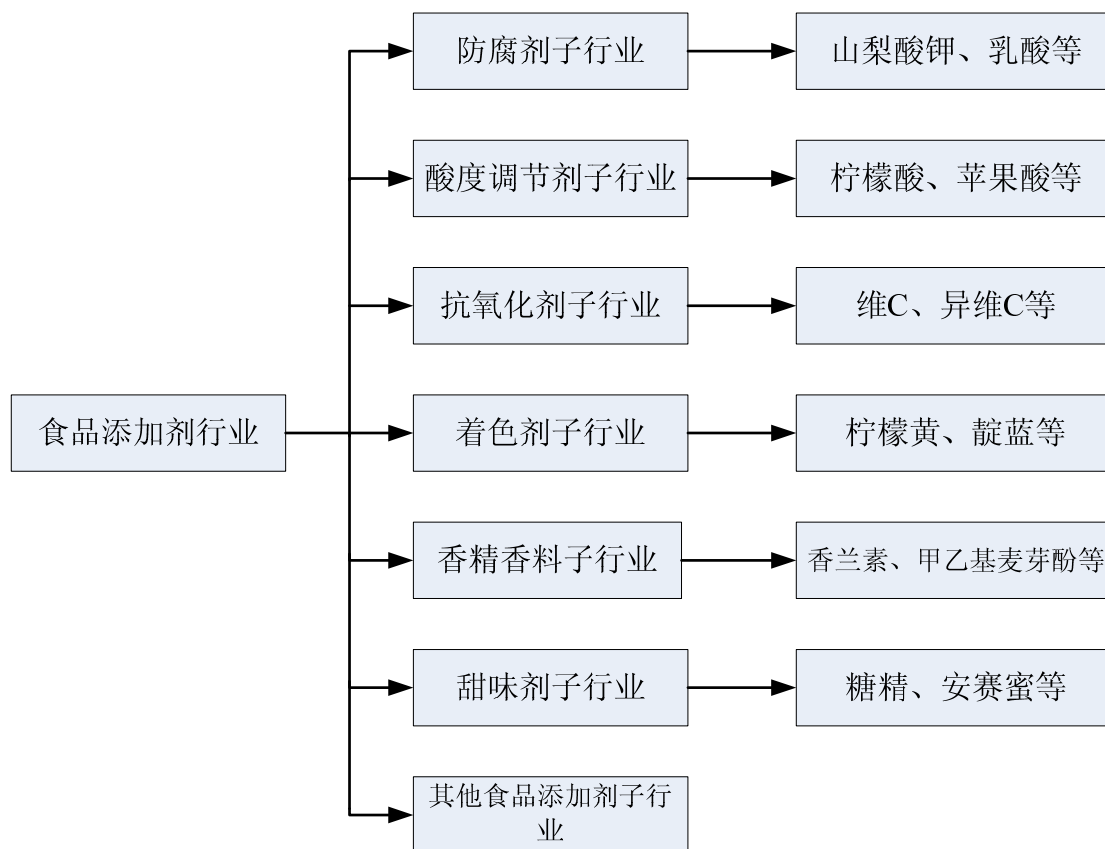 防腐剂子行业
山梨酸钾、乳酸等
酸度调节剂子行业
柠檬酸、苹果酸等
抗氧化剂子行业
维C、异维C等
食品添加剂行业
着色剂子行业
柠檬黄、靛蓝等
香精香料子行业
香兰素、甲乙基麦芽酚等
甜味剂子行业
糖精、安赛蜜等
其他食品添加剂子行
业